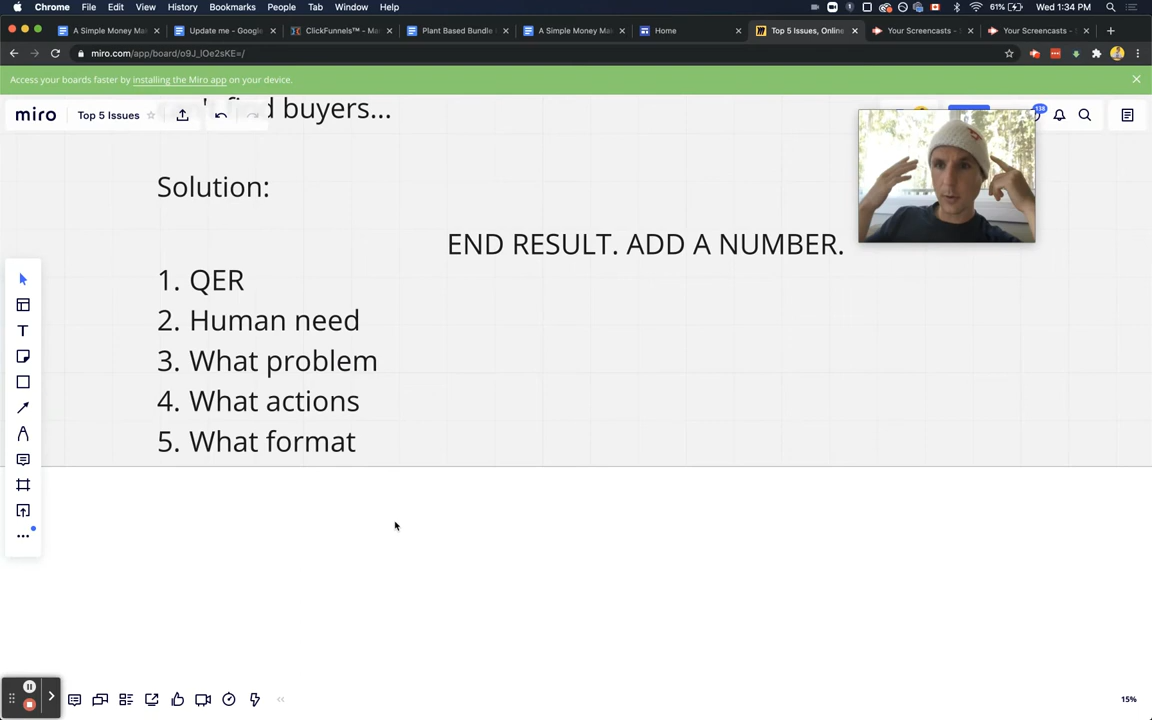 Chrome File Edit View History Bookmarks People Tab Window Help
61% Wed 1:34 PM
A Simple Money Ma
Update me - Google
ClickFunnels™ - Ma
Plant Based Bundle
A Simple Money Ma
Home
Top 5 Issues, Online
Your Screencasts -
Your Screencasts -
miro.com/app/board/o9J_lOe2sKE=/
Access your boards faster by installing the Miro app on your device.
miro Top 5 Issues
138
buyers...
Solution:
END RESULT. ADD A NUMBER.
1. QER
2. Human need
3. What problem
4. What actions
5. What format
15%